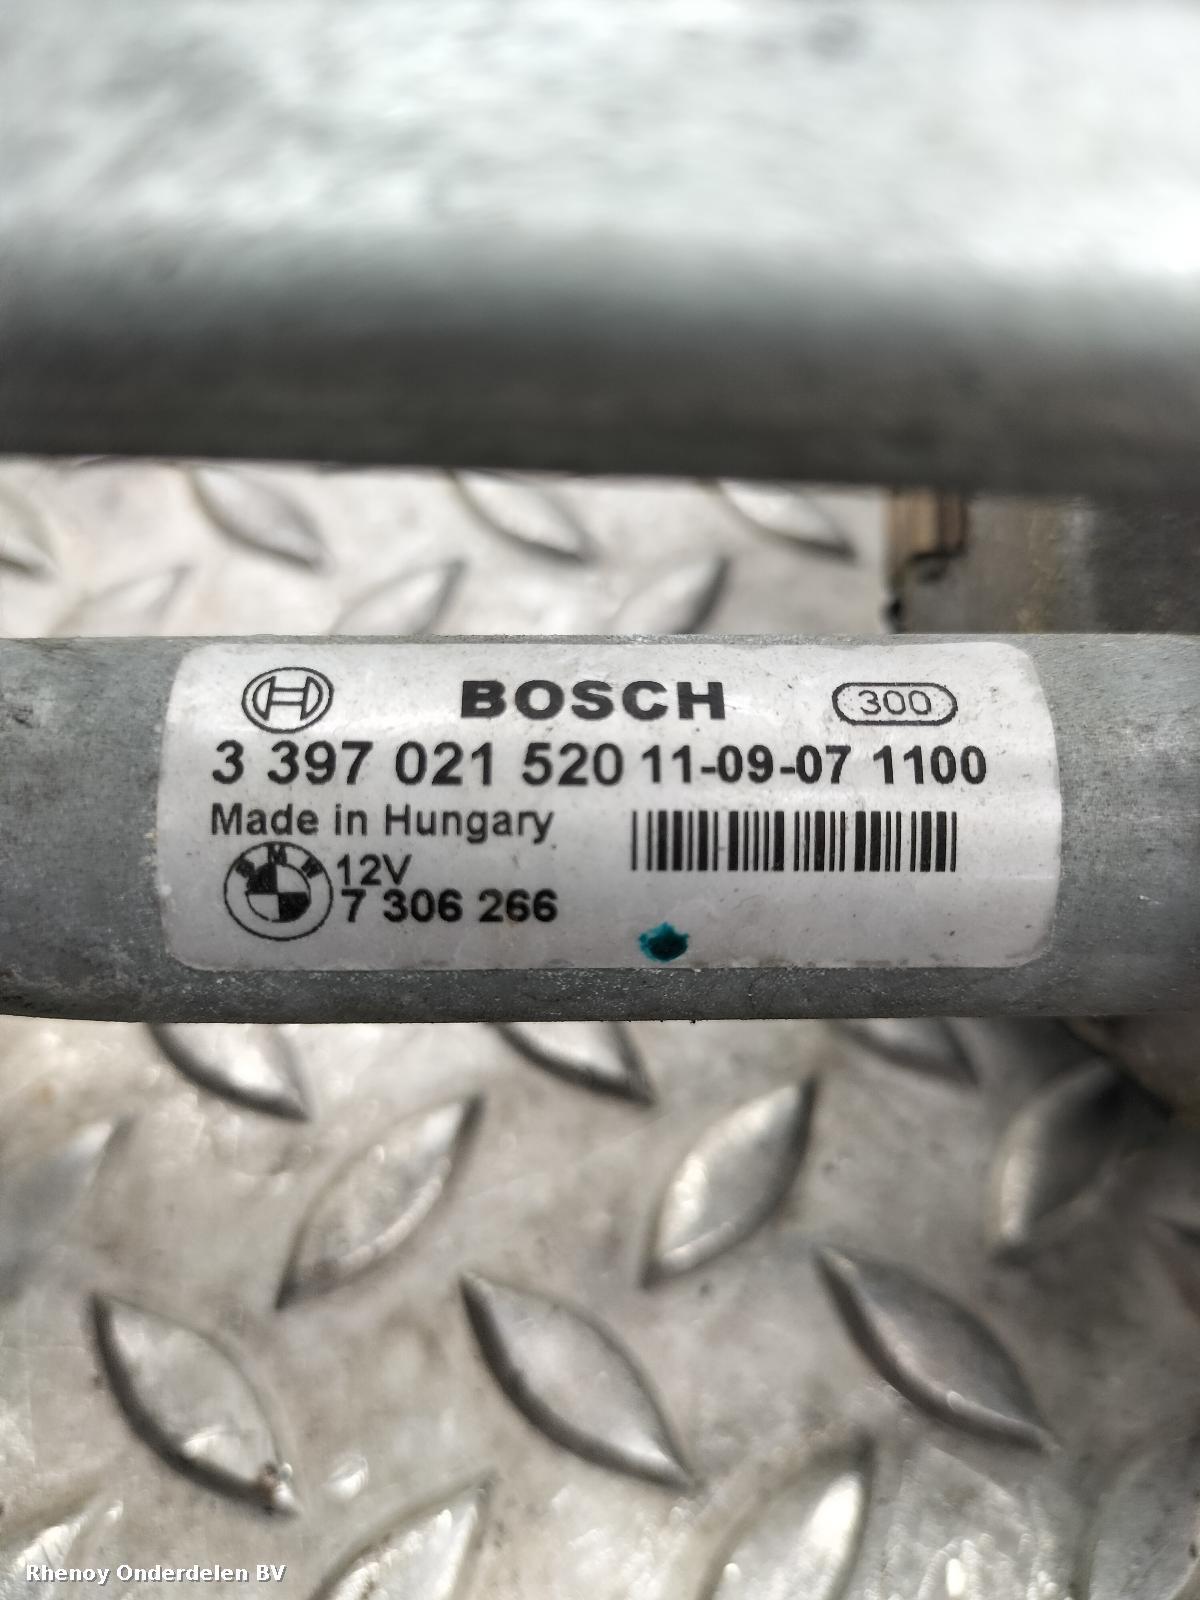 BOSCH 300
3 397 021 520 11-09-07 1100
Made in Hungary
BMW 12V
7 306 266
Rhenoy Onderdelen BV